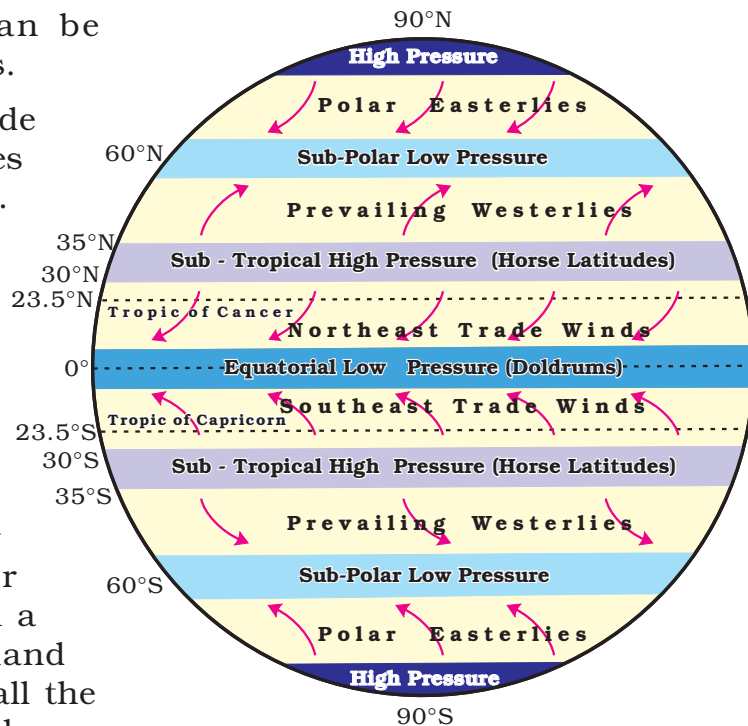 90°N
an be
High Pressure
s.
Polar Easterlies
de
60°N
Sub-Polar Low Pressure
es
.
Prevailing Westerlies
35°N
Sub - Tropical High Pressure (Horse Latitudes)
30°N
23.5°N
Tropic of Cancer
Northeast Trade Winds
0°
Equatorial Low Pressure (Doldrums)
Southeast Trade Winds
Tropic of Capricorn
23.5°S
30°S
Sub - Tropical High Pressure (Horse Latitudes)
35°S
Prevailing Westerlies
r
60°S
Sub-Polar Low Pressure
a
Polar Easterlies
and
High Pressure
all the
90°S